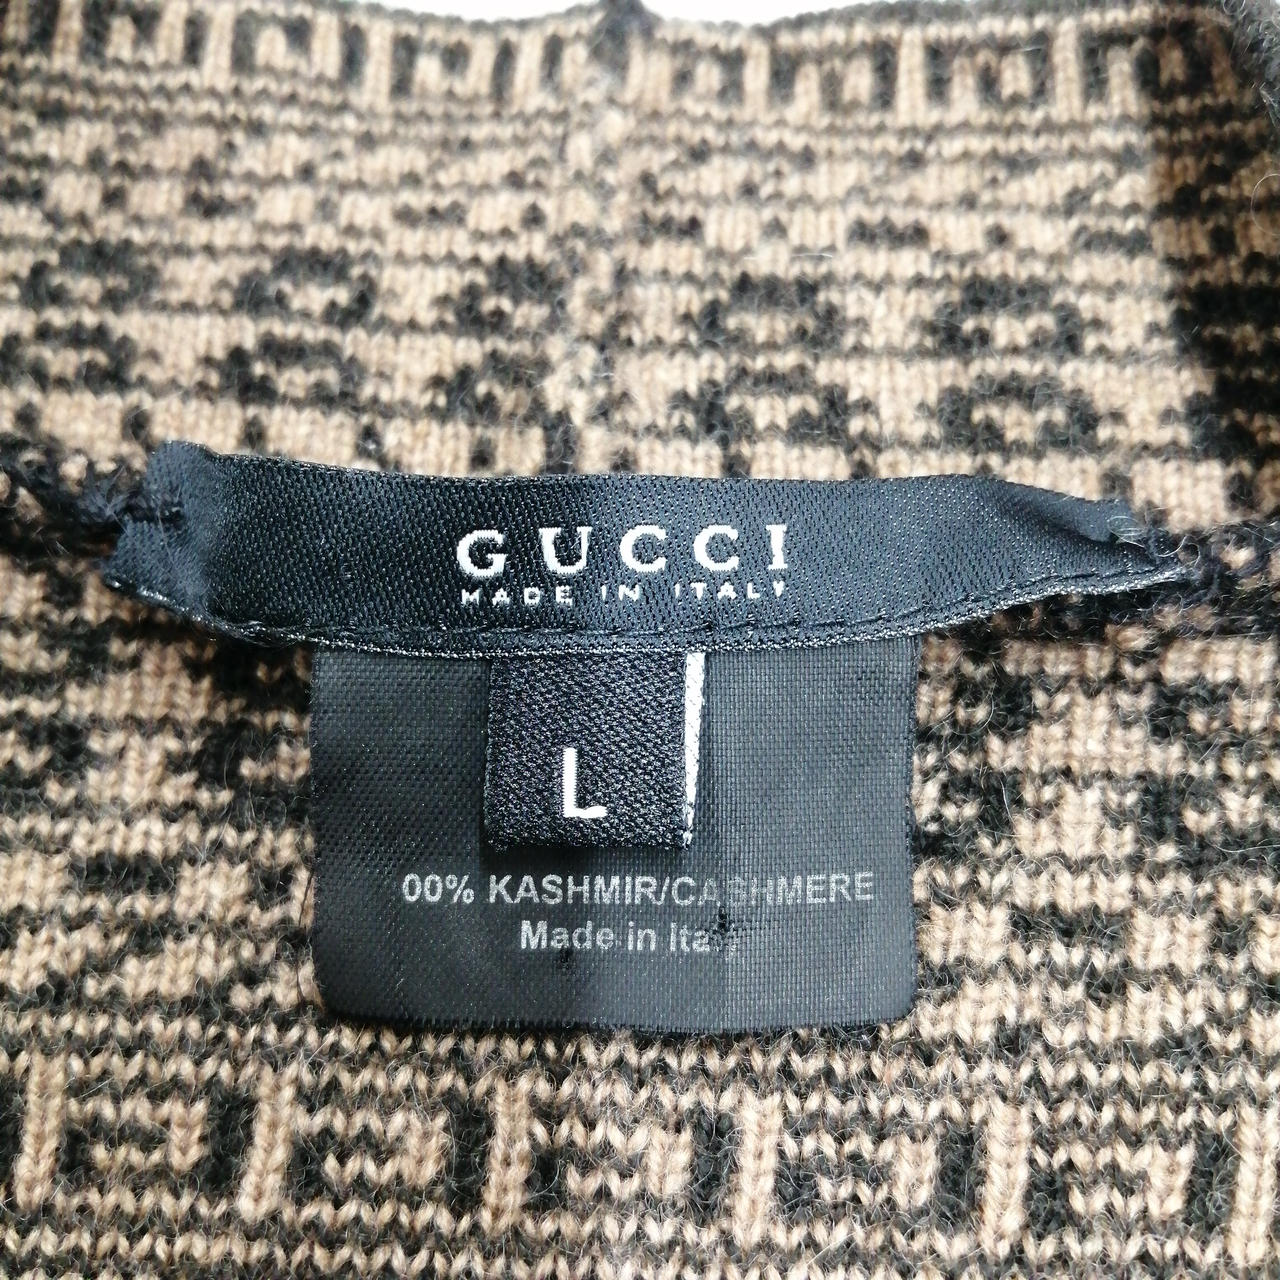 GUCCI
MADE IN ITALY
L
00% KASHMIR/CASHMERE
Made in Italy